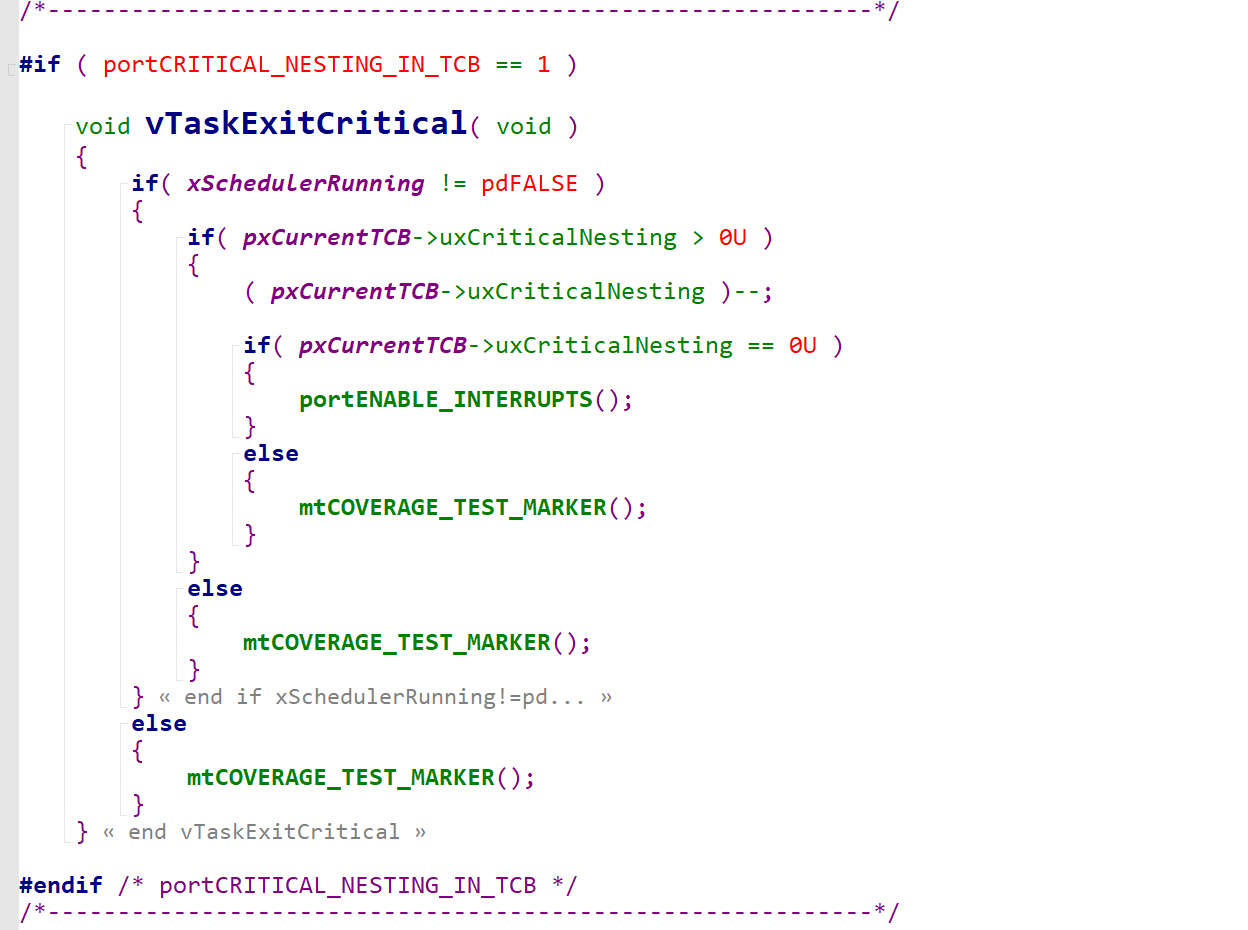 /*-----------------------------------------------------------*/
#if ( portCRITICAL_NESTING_IN_TCB == 1 )
void vTaskExitCritical( void )
{
if( xSchedulerRunning != pdFALSE )
{
if( pxCurrentTCB->uxCriticalNesting > 0U )
{
( pxCurrentTCB->uxCriticalNesting )--;
if( pxCurrentTCB->uxCriticalNesting == 0U )
{
portENABLE_INTERRUPTS();
}
else
{
mtCOVERAGE_TEST_MARKER();
}
}
else
{
mtCOVERAGE_TEST_MARKER();
}
} « end if xSchedulerRunning!=pd... »
else
{
mtCOVERAGE_TEST_MARKER();
}
} « end vTaskExitCritical »
#endif /* portCRITICAL_NESTING_IN_TCB */
/*-----------------------------------------------------------*/